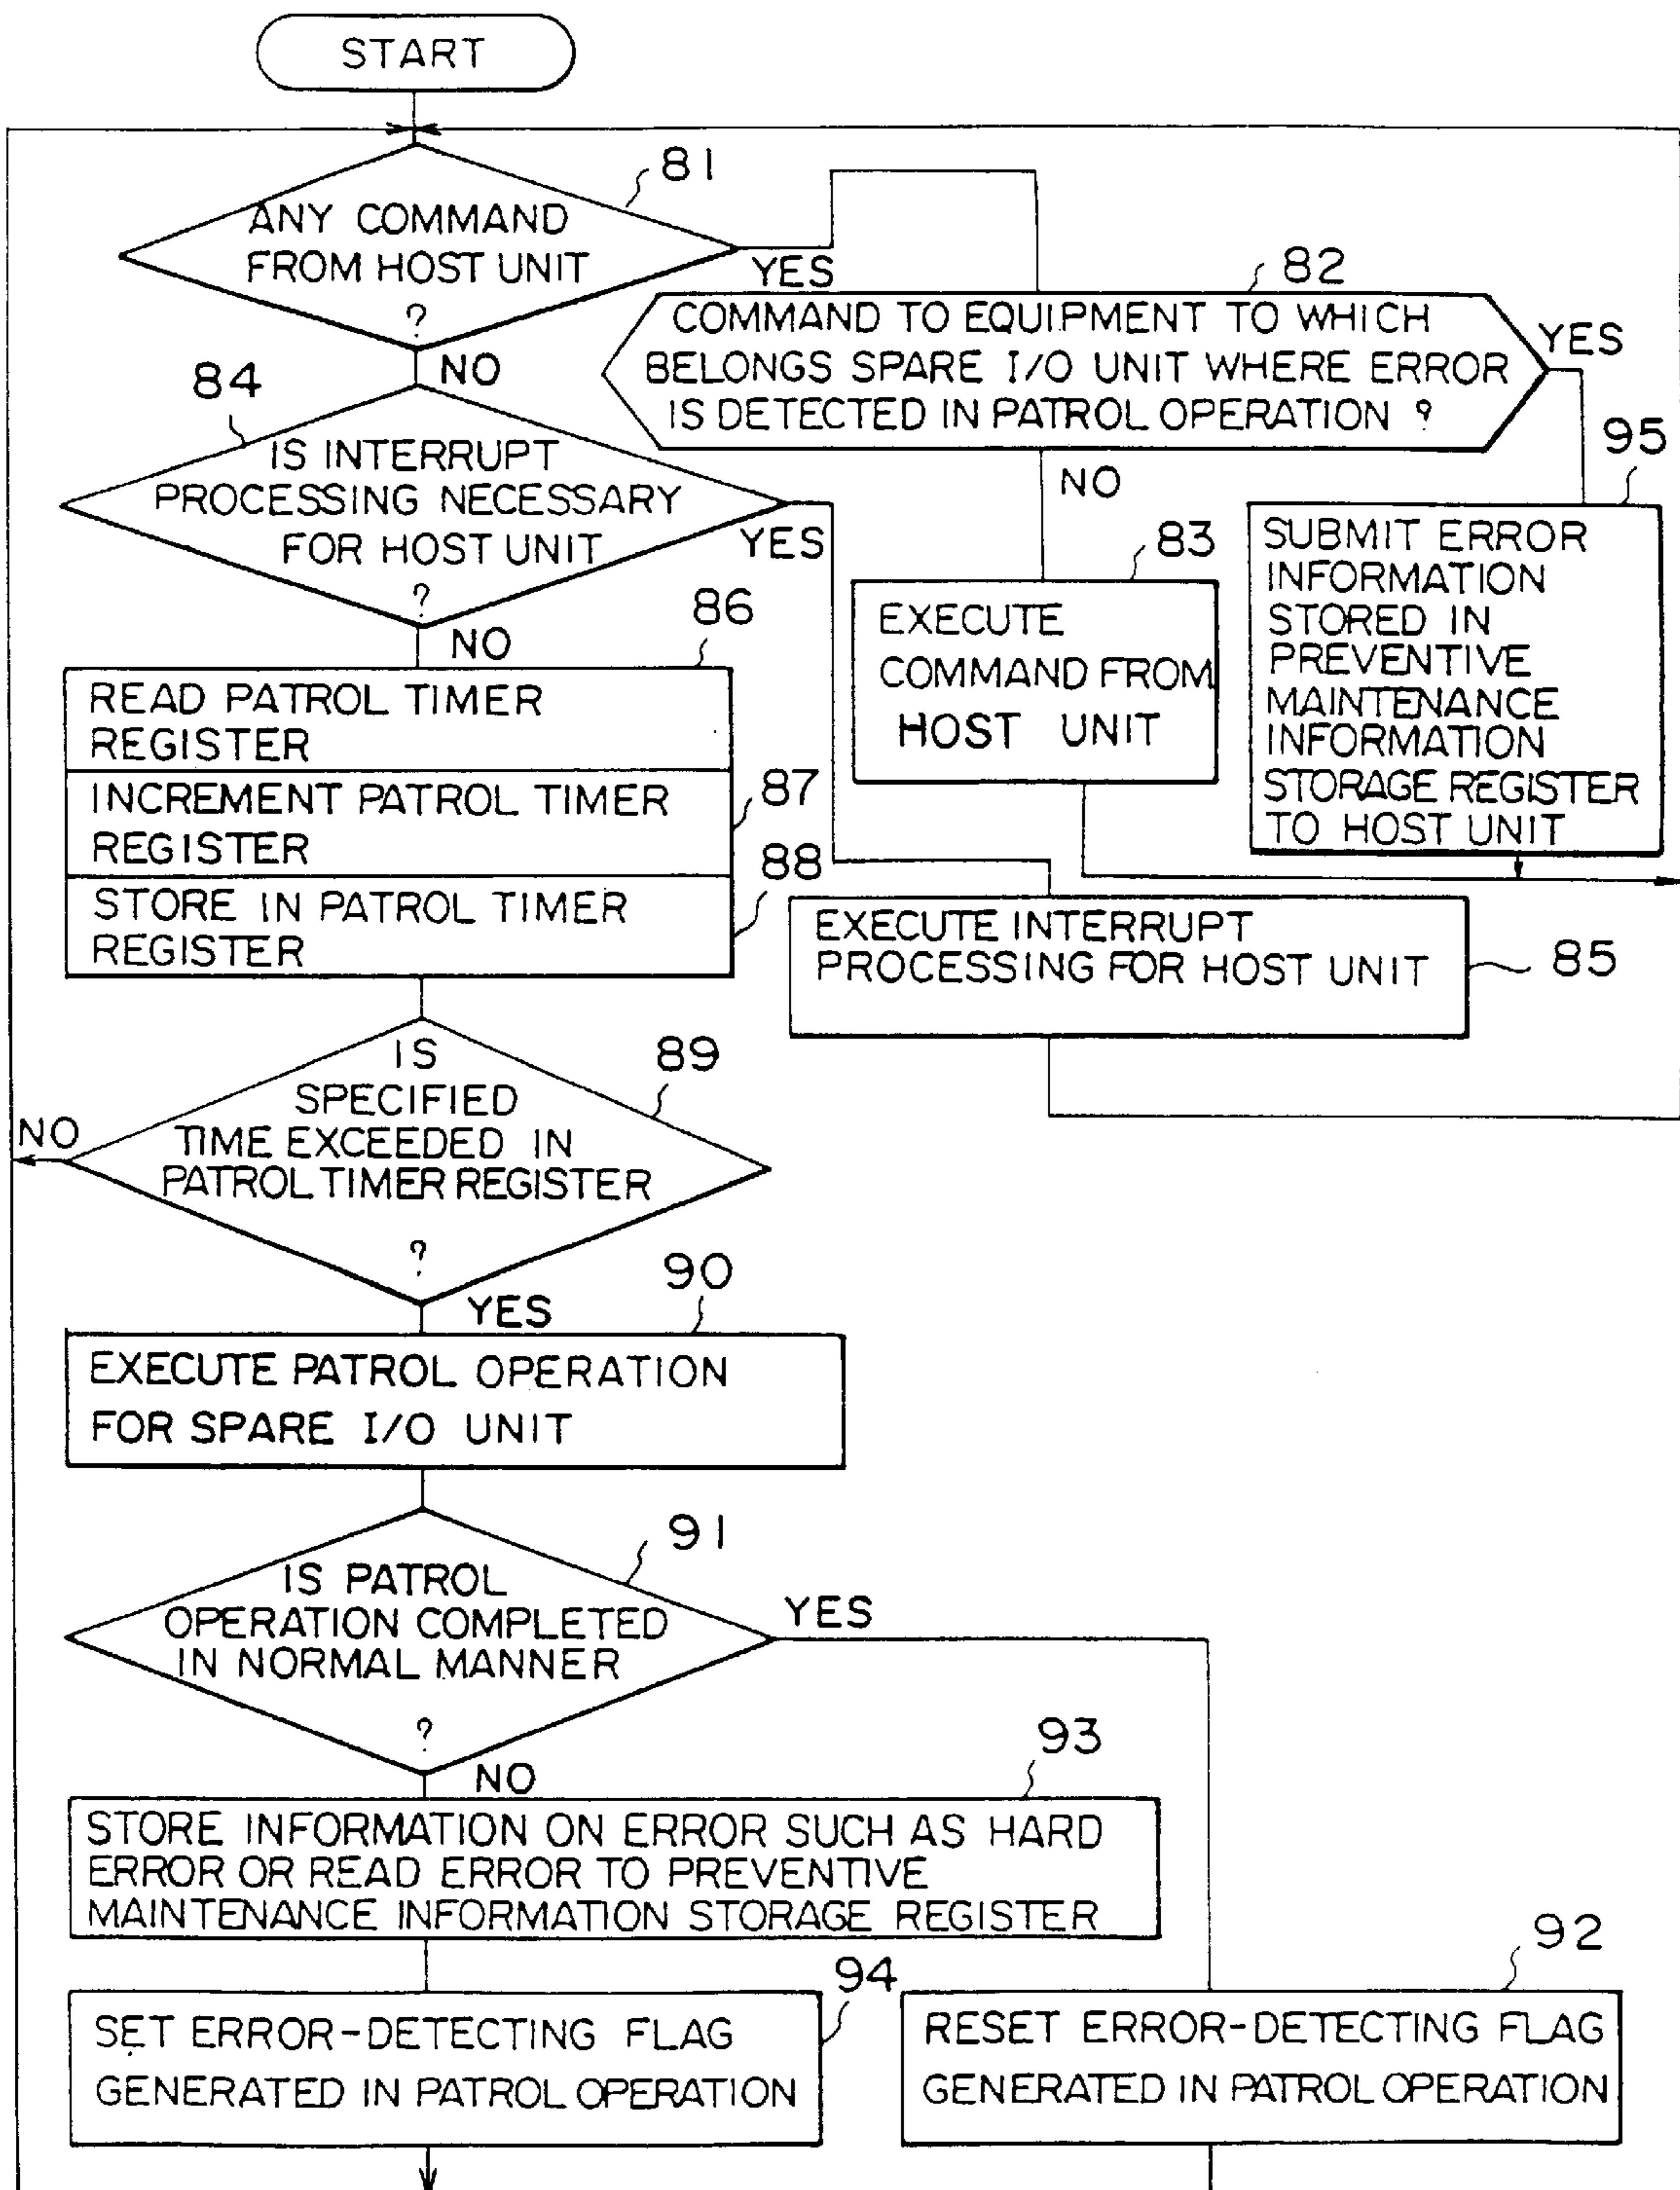 START
81
ANY COMMAND
FROM HOST UNIT
?
YES
NO
82
COMMAND TO EQUIPMENT TO WHICH
BELONGS SPARE I/O UNIT WHERE ERROR
IS DETECTED IN PATROL OPERATION ?
YES
NO
84
IS INTERRUPT
PROCESSING NECESSARY
FOR HOST UNIT
?
YES
NO
83
EXECUTE
COMMAND FROM
HOST UNIT
95
SUBMIT ERROR
INFORMATION
STORED IN
PREVENTIVE
MAINTENANCE
INFORMATION
STORAGE REGISTER
TO HOST UNIT
86
READ PATROL TIMER
REGISTER
87
INCREMENT PATROL TIMER
REGISTER
88
STORE IN PATROL TIMER
REGISTER
EXECUTE INTERRUPT
PROCESSING FOR HOST UNIT
85
89
IS
SPECIFIED
TIME EXCEEDED IN
PATROL TIMER REGISTER
?
NO
YES
90
EXECUTE PATROL OPERATION
FOR SPARE I/O UNIT
91
IS PATROL
OPERATION COMPLETED
IN NORMAL MANNER
?
YES
NO
93
STORE INFORMATION ON ERROR SUCH AS HARD
ERROR OR READ ERROR TO PREVENTIVE
MAINTENANCE INFORMATION STORAGE REGISTER
94
SET ERROR-DETECTING FLAG
GENERATED IN PATROL OPERATION
92
RESET ERROR-DETECTING FLAG
GENERATED IN PATROL OPERATION